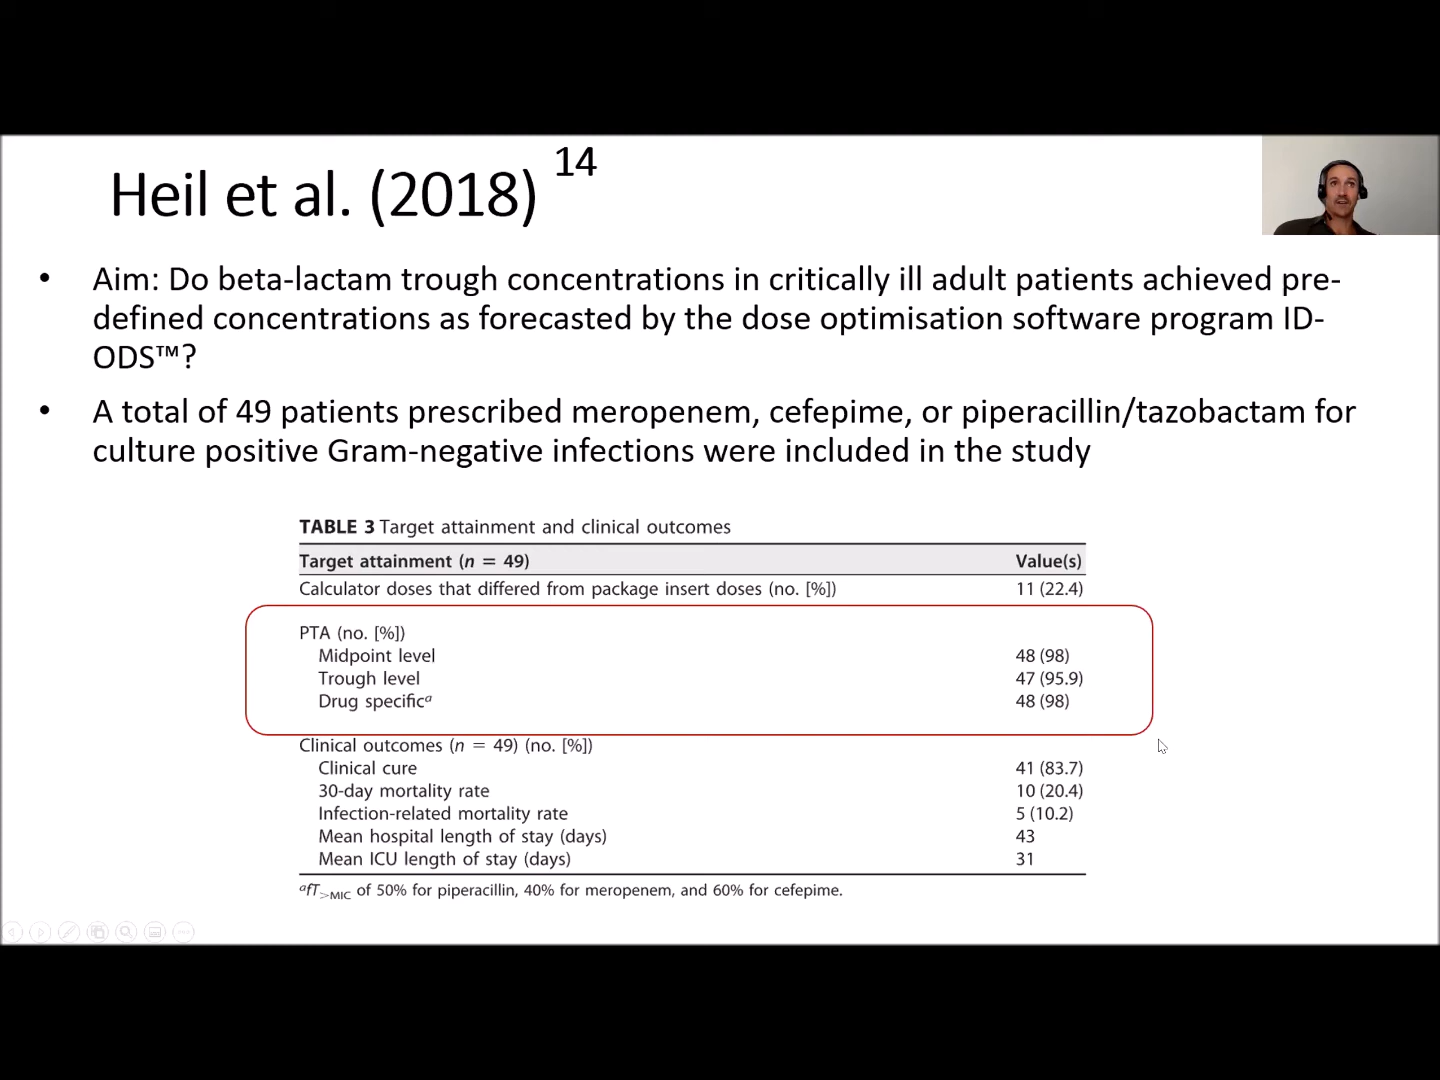 Heil et al. (2018) 14
• Aim: Do beta-lactam trough concentrations in critically ill adult patients achieved pre-
defined concentrations as forecasted by the dose optimisation software program ID-
ODS™?
• A total of 49 patients prescribed meropenem, cefepime, or piperacillin/tazobactam for
culture positive Gram-negative infections were included in the study
TABLE 3 Target attainment and clinical outcomes
Target attainment (n = 49) Value(s)
Calculator doses that differed from package insert doses (no. [%]) 11 (22.4)
PTA (no. [%])
Midpoint level 48 (98)
Trough level 47 (95.9)
Drug specificᵃ 48 (98)
Clinical outcomes (n = 49) (no. [%])
Clinical cure 41 (83.7)
30-day mortality rate 10 (20.4)
Infection-related mortality rate 5 (10.2)
Mean hospital length of stay (days) 43
Mean ICU length of stay (days) 31
ᵃfT>MIC of 50% for piperacillin, 40% for meropenem, and 60% for cefepime.